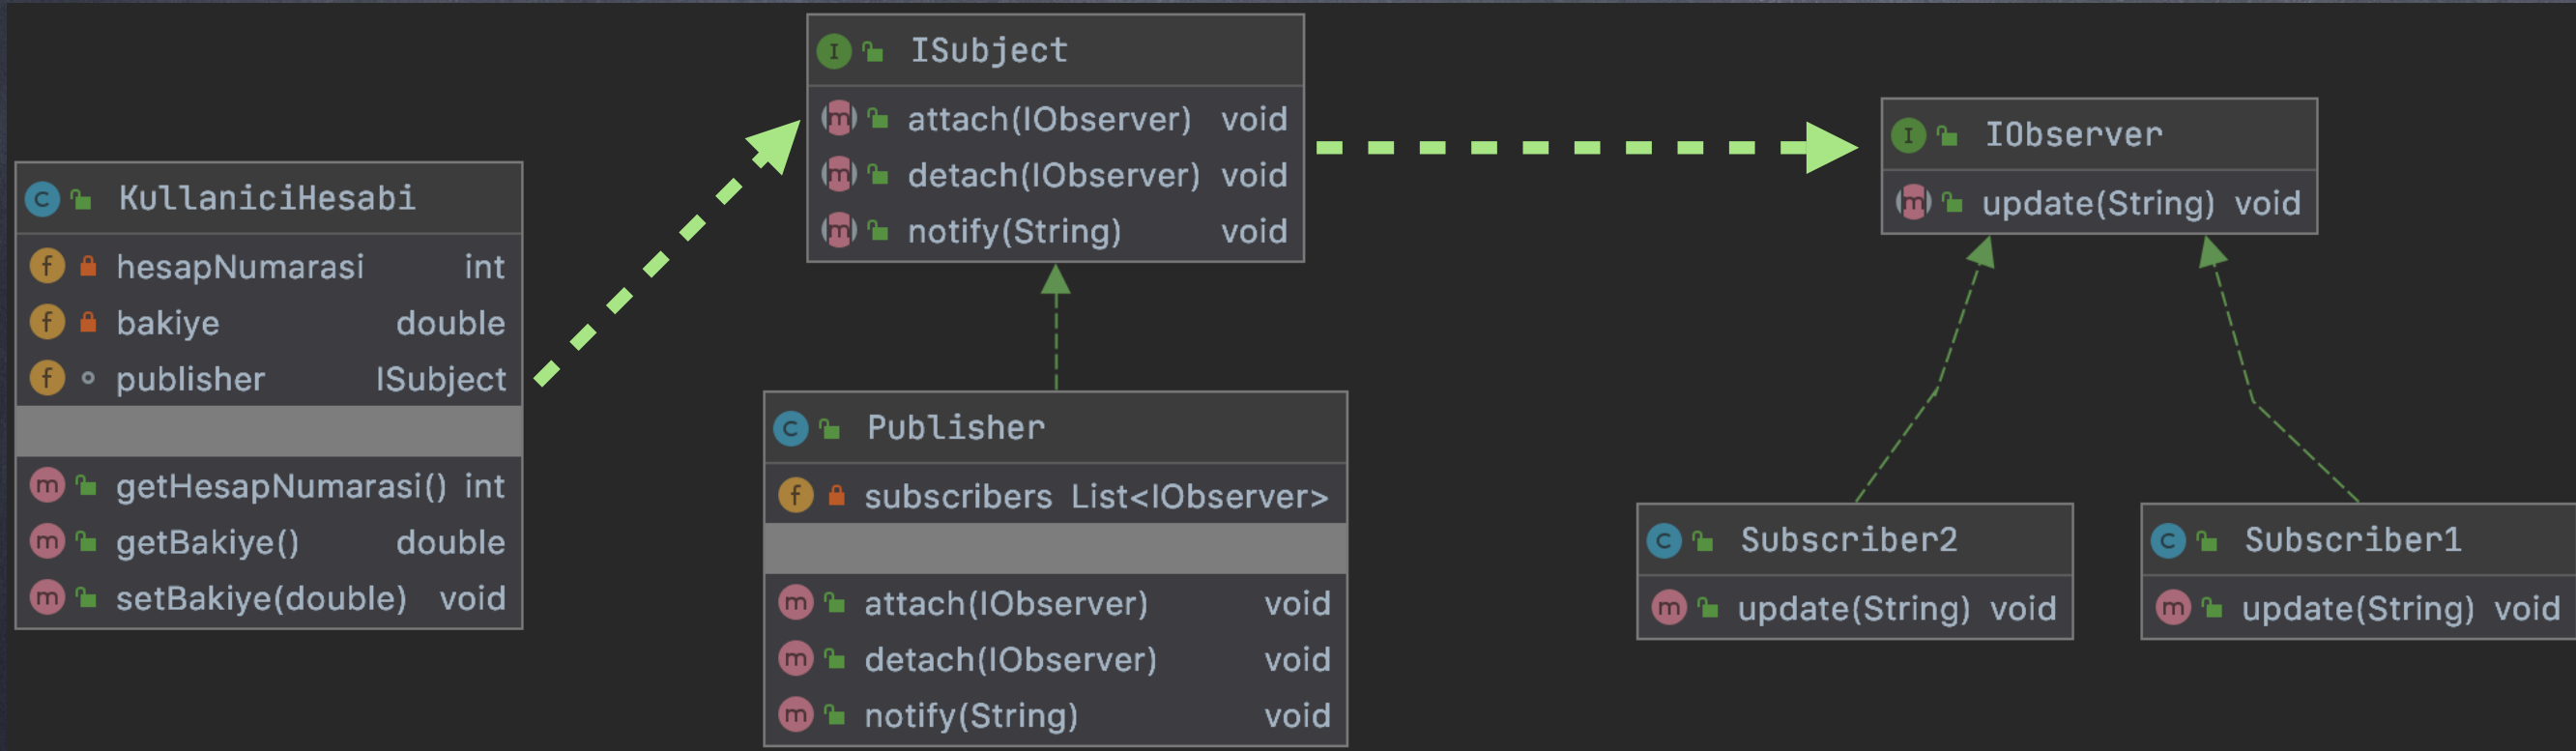 KullaniciHesabi
hesapNumarasi int
bakiye double
publisher ISubject
getHesapNumarasi() int
getBakiye() double
setBakiye(double) void
ISubject
attach(IObserver) void
detach(IObserver) void
notify(String) void
Publisher
subscribers List<IObserver>
attach(IObserver) void
detach(IObserver) void
notify(String) void
IObserver
update(String) void
Subscriber2
update(String) void
Subscriber1
update(String) void